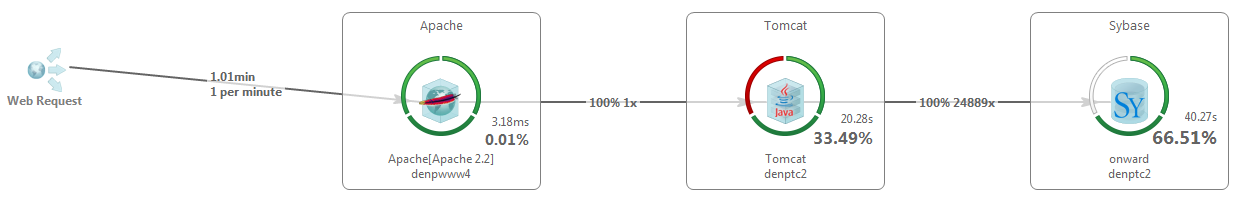 Web Request
1.01min
1 per minute
Apache
3.18ms
0.01%
Apache[Apache 2.2]
denpwww4
100% 1x
Tomcat
Java
20.28s
33.49%
Tomcat
denptc2
100% 24889x
Sybase
SY
40.27s
66.51%
onward
denptc2